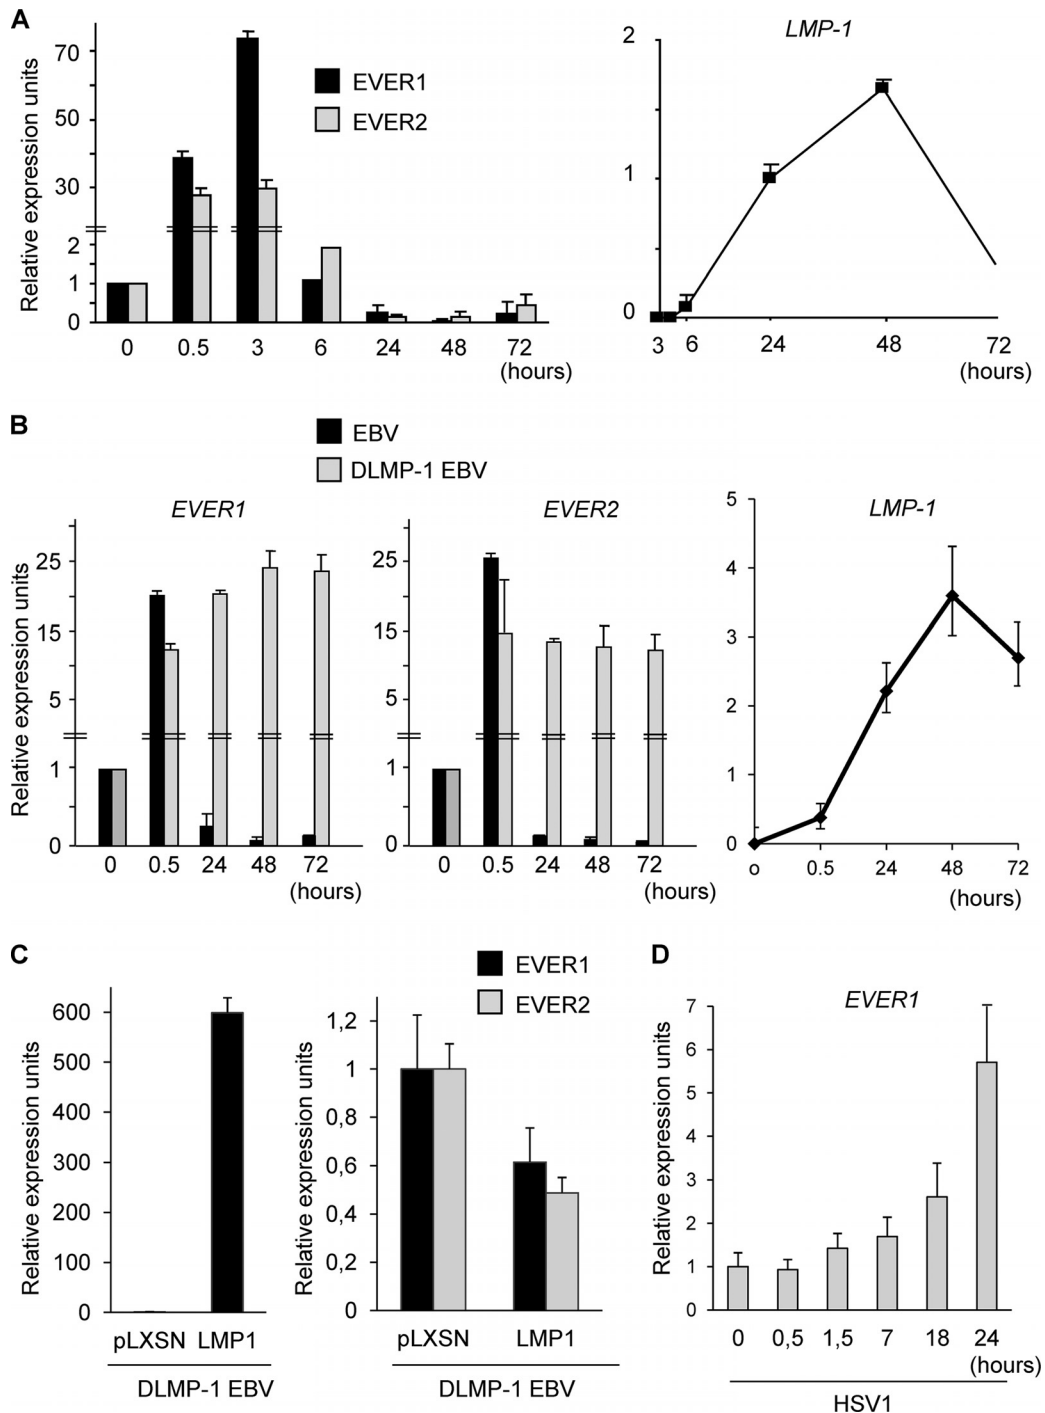 A
Relative expression units
70
50
30
2
1
0
EVER1
EVER2
0 0.5 3 6 24 48 72
(hours)
LMP-1
2
1
0
3 6 24 48 72
(hours)
B
EBV
DLMP-1 EBV
EVER1
Relative expression units
25
15
5
1
0
0 0.5 24 48 72
(hours)
EVER2
25
15
5
1
0
0 0.5 24 48 72
(hours)
LMP-1
5
4
3
2
1
0
o 0.5 24 48 72
(hours)
C
Relative expression units
600
500
400
300
200
100
0
pLXSN LMP1
DLMP-1 EBV
EVER1
EVER2
Relative expression units
1,2
1
0,8
0,6
0,4
0,2
0
pLXSN LMP1
DLMP-1 EBV
D
EVER1
Relative expression units
7
6
5
4
3
2
1
0
0 0,5 1,5 7 18 24
(hours)
HSV1